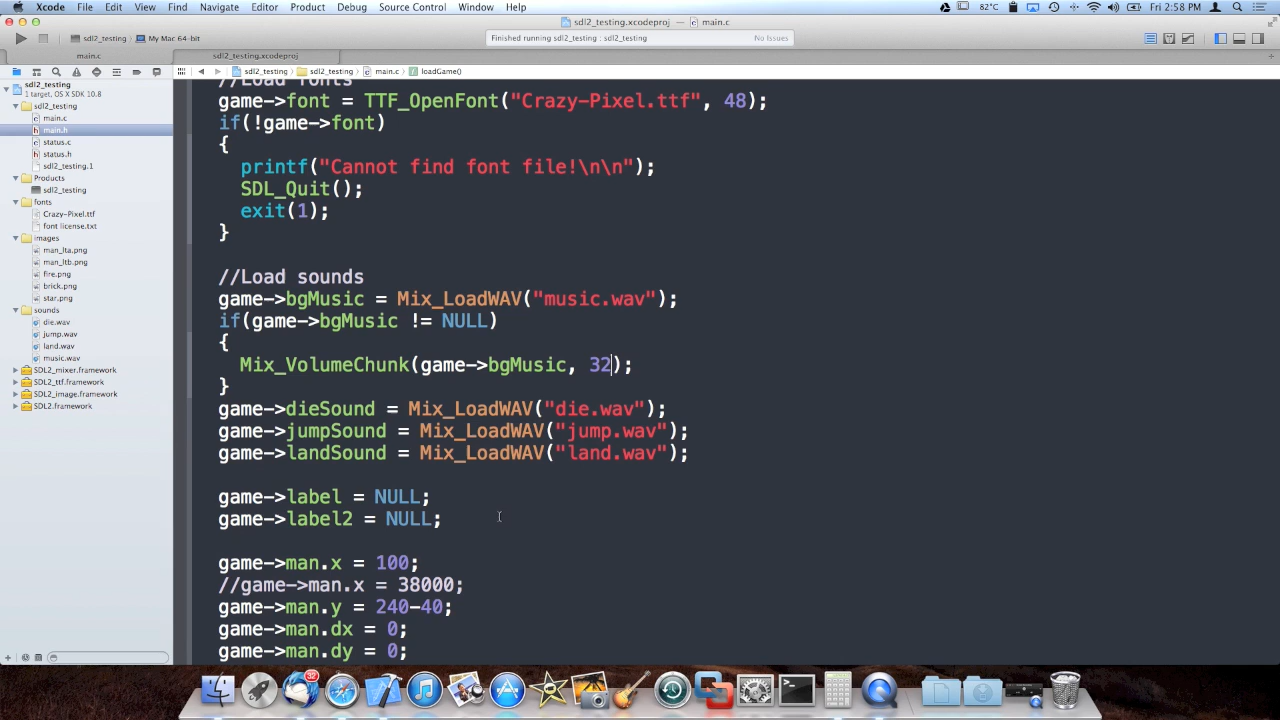 Xcode File Edit View Find Navigate Editor Product Debug Source Control Window Help 82°C Fri 2:58 PM
sdl2_testing.xcodeproj — main.c
sdl2_testing My Mac 64-bit
Finished running sdl2_testing : sdl2_testing No Issues
main.c sdl2_testing.xcodeproj
sdl2_testing sdl2_testing main.c loadGame()
sdl2_testing
1 target, OS X SDK 10.8
sdl2_testing
main.c
main.h
status.c
status.h
sdl2_testing.1
Products
sdl2_testing
fonts
Crazy-Pixel.ttf
font license.txt
images
man_lta.png
man_ltb.png
fire.png
brick.png
star.png
sounds
die.wav
jump.wav
land.wav
music.wav
SDL2_mixer.framework
SDL2_ttf.framework
SDL2_image.framework
SDL2.framework
//Load fonts
game->font = TTF_OpenFont("Crazy-Pixel.ttf", 48);
if(!game->font)
{
printf("Cannot find font file!\n\n");
SDL_Quit();
exit(1);
}
//Load sounds
game->bgMusic = Mix_LoadWAV("music.wav");
if(game->bgMusic != NULL)
{
Mix_VolumeChunk(game->bgMusic, 32);
}
game->dieSound = Mix_LoadWAV("die.wav");
game->jumpSound = Mix_LoadWAV("jump.wav");
game->landSound = Mix_LoadWAV("land.wav");
game->label = NULL;
game->label2 = NULL;
game->man.x = 100;
//game->man.x = 38000;
game->man.y = 240-40;
game->man.dx = 0;
game->man.dy = 0;
32